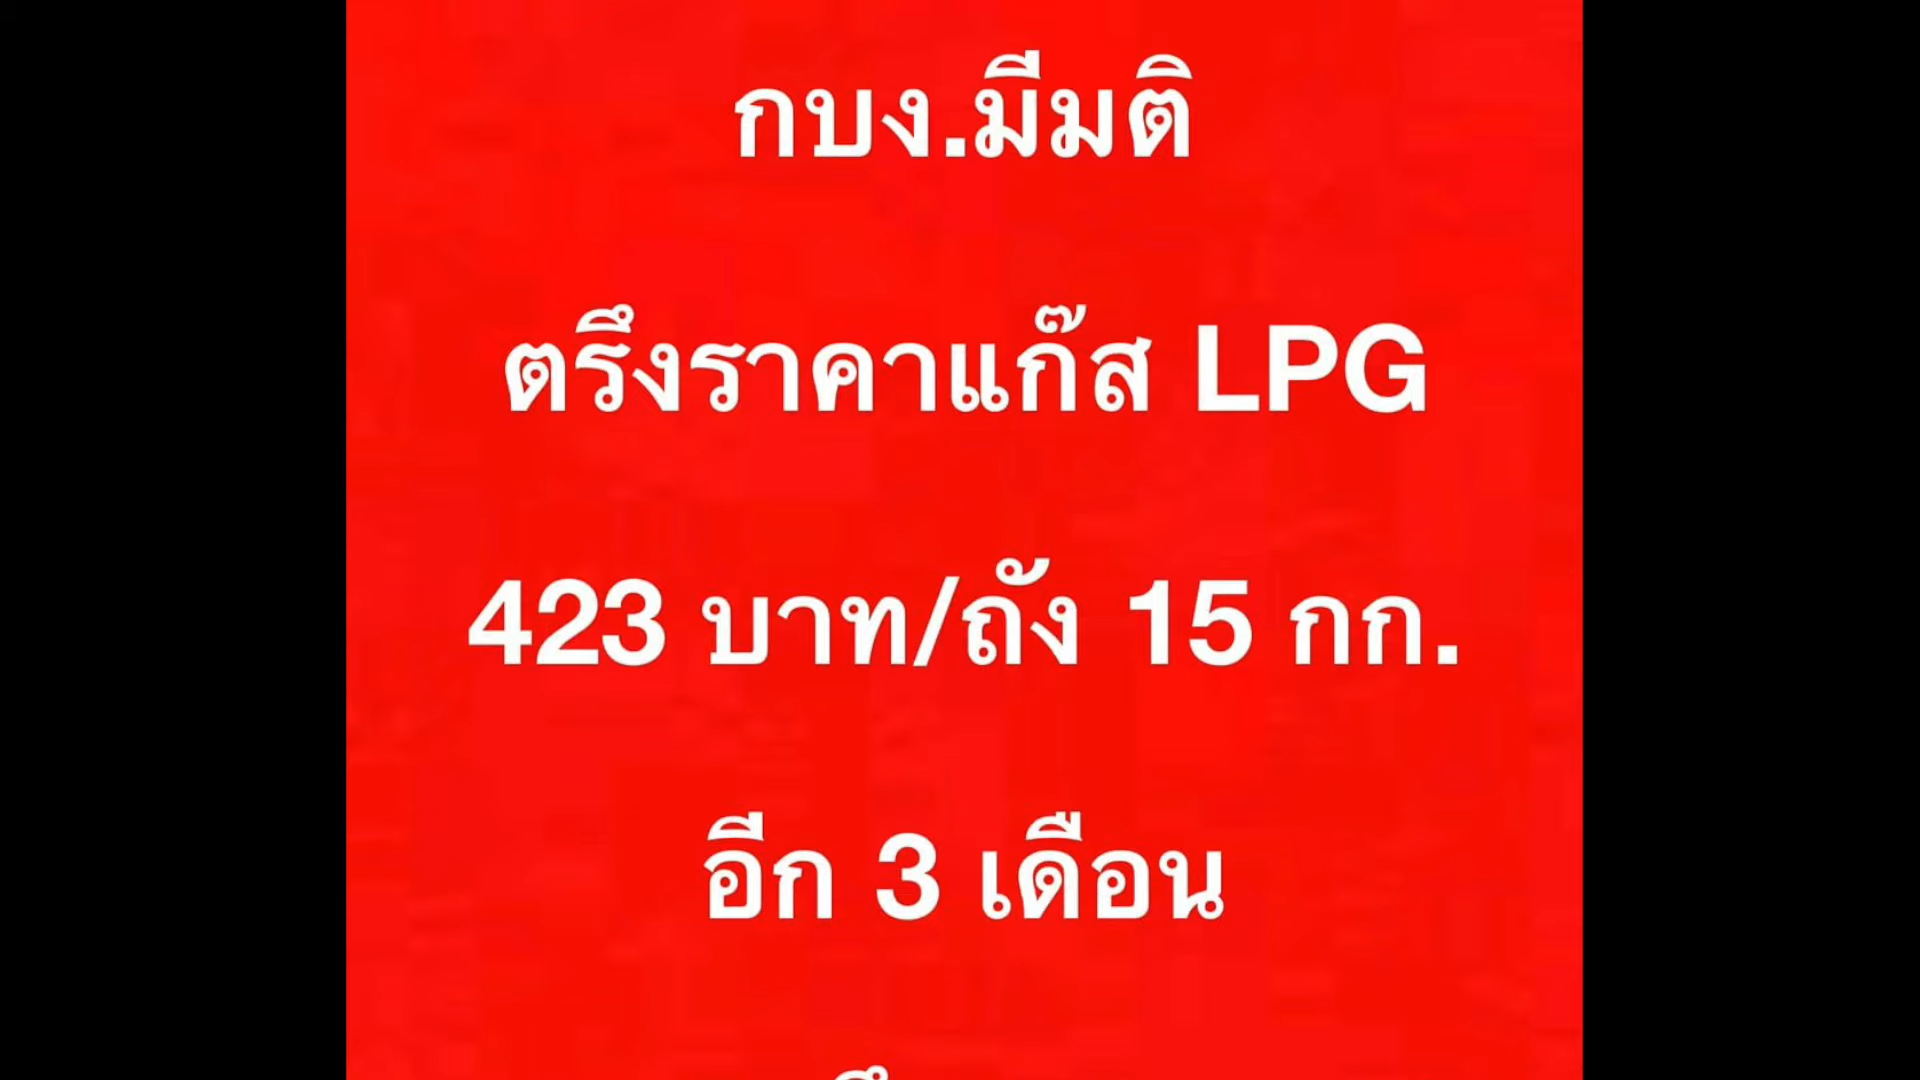 กบง.มีมติ
ตรึงราคาแก๊ส LPG
423 บาท/ถัง 15 กก.
อีก 3 เดือน